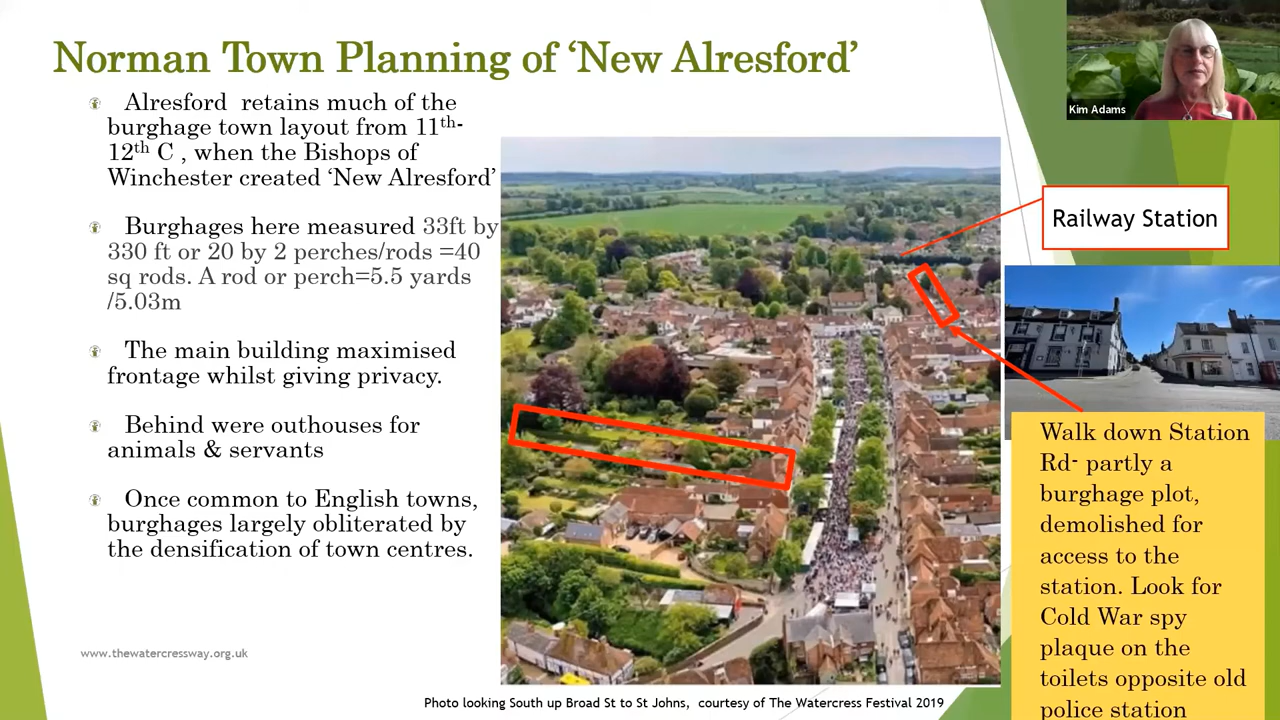 Norman Town Planning of ‘New Alresford’
Alresford retains much of the
burghage town layout from 11th-
12th C , when the Bishops of
Winchester created ‘New Alresford’
Burghages here measured 33ft by
330 ft or 20 by 2 perches/rods =40
sq rods. A rod or perch=5.5 yards
/5.03m
The main building maximised
frontage whilst giving privacy.
Behind were outhouses for
animals & servants
Once common to English towns,
burghages largely obliterated by
the densification of town centres.
www.thewatercressway.org.uk
Photo looking South up Broad St to St Johns, courtesy of The Watercress Festival 2019
Kim Adams
Railway Station
Walk down Station
Rd- partly a
burghage plot,
demolished for
access to the
station. Look for
Cold War spy
plaque on the
toilets opposite old
police station